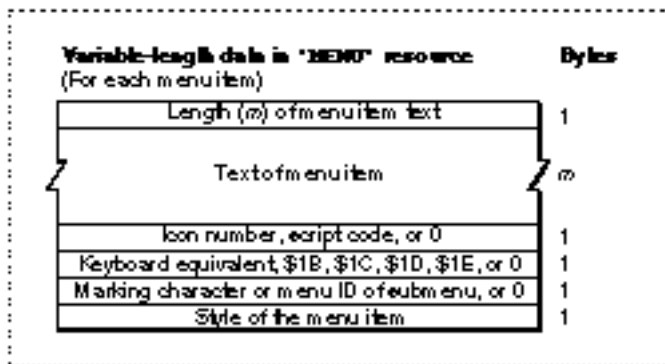 Variable-length data in 'MENU' resource Bytes
(For each menu item)
Length (m) of menu item text 1
Text of menu item m
Icon number, script code, or 0 1
Keyboard equivalent, $1B, $1C, $1D, $1E, or 0 1
Marking character or menu ID of submenu, or 0 1
Style of the menu item 1